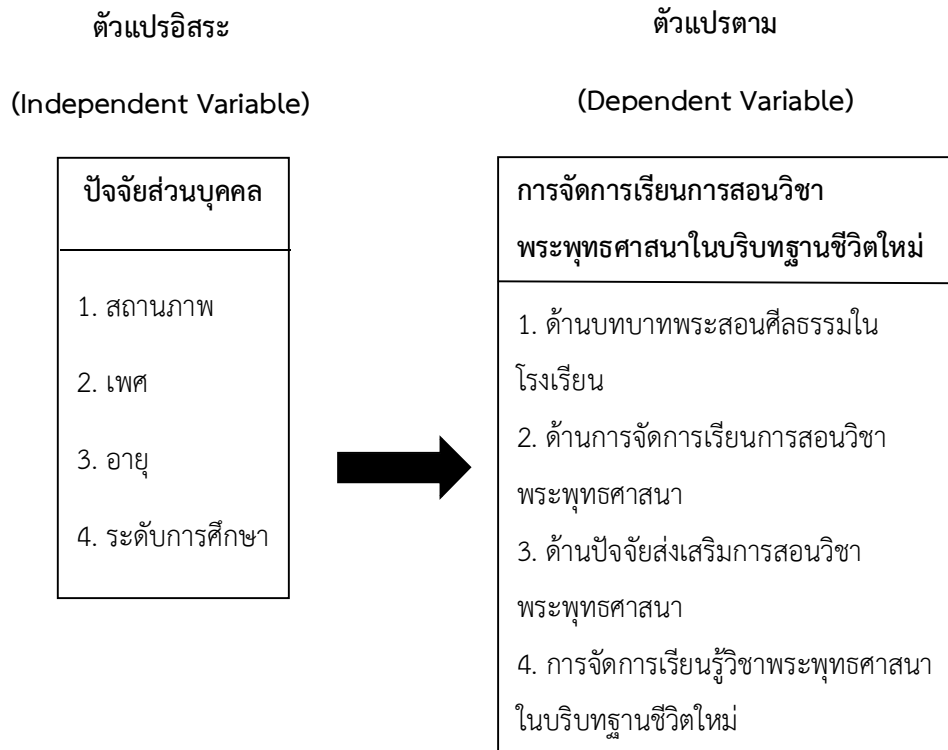 ตัวแปรอิสระ
(Independent Variable)
ปัจจัยส่วนบุคคล
1. สถานภาพ
2. เพศ
3. อายุ
4. ระดับการศึกษา
ตัวแปรตาม
(Dependent Variable)
การจัดการเรียนการสอนวิชา
พระพุทธศาสนาในบริบทฐานชีวิตใหม่
1. ด้านบทบาทพระสอนศีลธรรมใน
โรงเรียน
2. ด้านการจัดการเรียนการสอนวิชา
พระพุทธศาสนา
3. ด้านปัจจัยส่งเสริมการสอนวิชา
พระพุทธศาสนา
4. การจัดการเรียนรู้วิชาพระพุทธศาสนา
ในบริบทฐานชีวิตใหม่